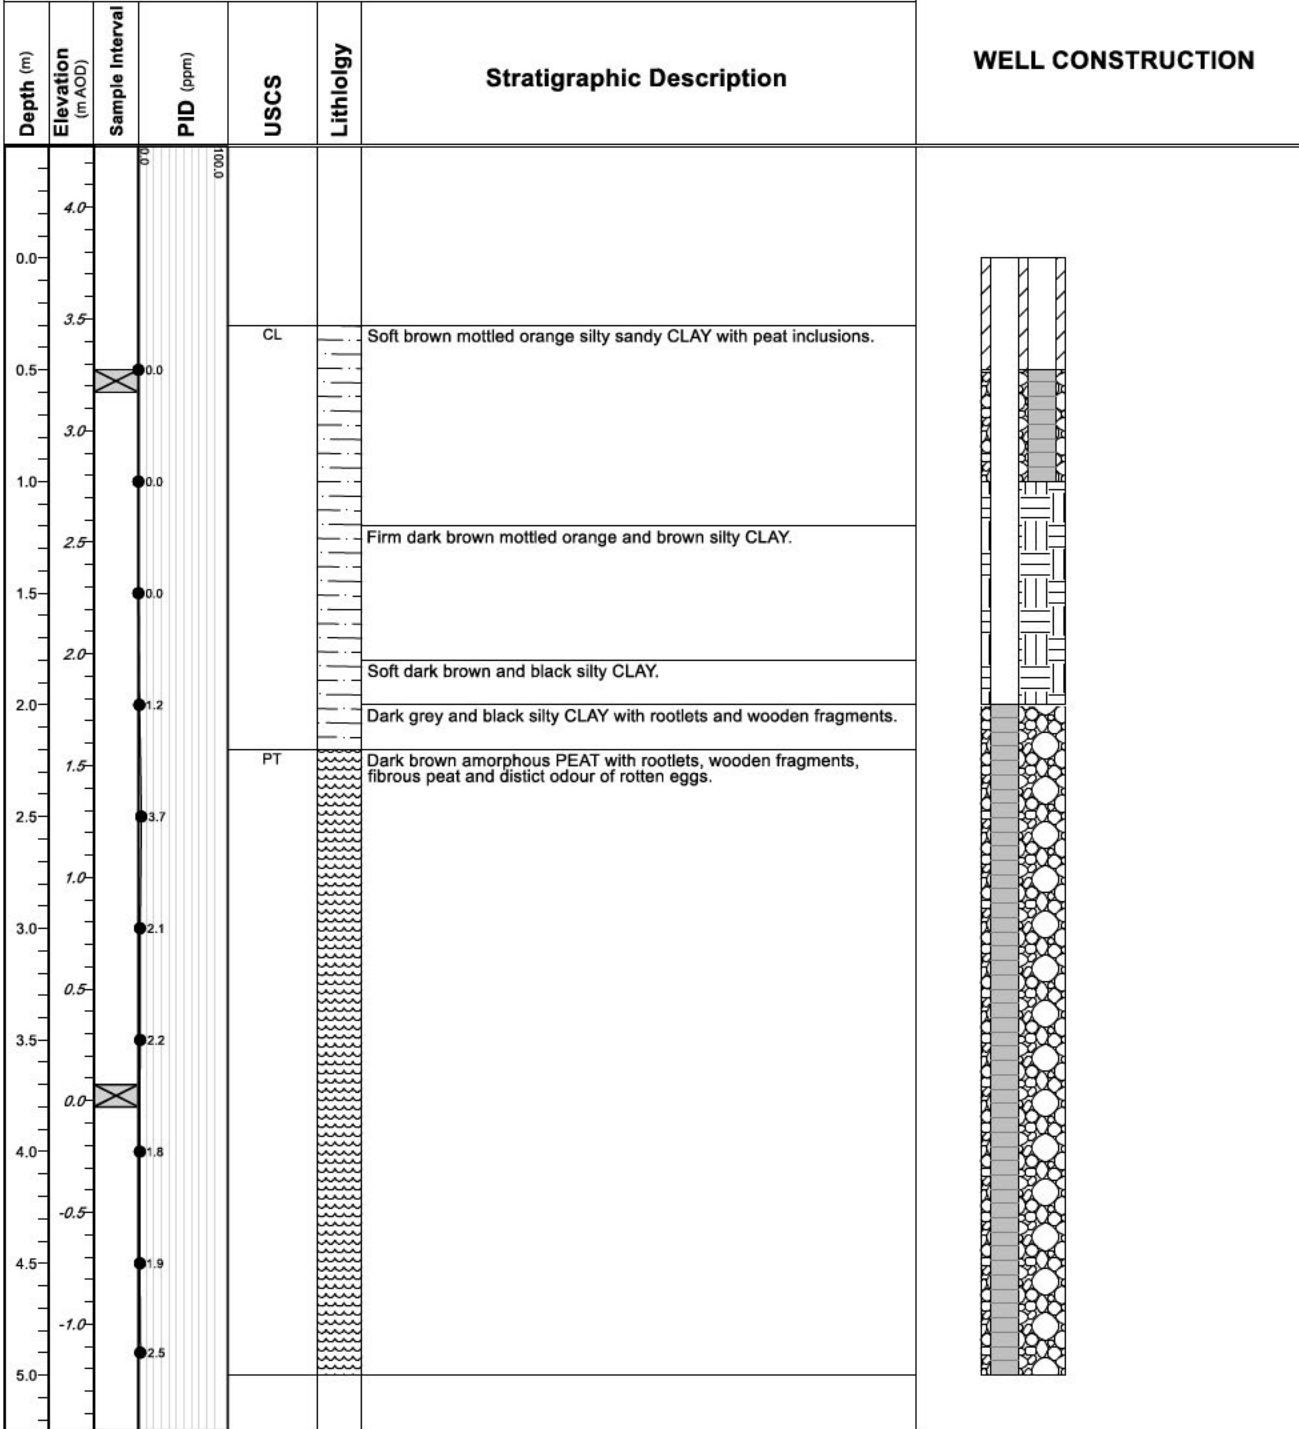 Depth (m)
Elevation
(m AOD)
Sample Interval
PID (ppm)
USCS
Lithlolgy
Stratigraphic Description
WELL CONSTRUCTION
0.0
100.0
4.0
0.0
3.5
CL
Soft brown mottled orange silty sandy CLAY with peat inclusions.
0.5
0.0
3.0
1.0
0.0
Firm dark brown mottled orange and brown silty CLAY.
2.5
1.5
0.0
2.0
Soft dark brown and black silty CLAY.
2.0
1.2
Dark grey and black silty CLAY with rootlets and wooden fragments.
PT
Dark brown amorphous PEAT with rootlets, wooden fragments,
1.5
fibrous peat and distict odour of rotten eggs.
2.5
3.7
1.0
3.0
2.1
0.5
3.5
2.2
0.0
4.0
1.8
-0.5
4.5
1.9
-1.0
2.5
5.0